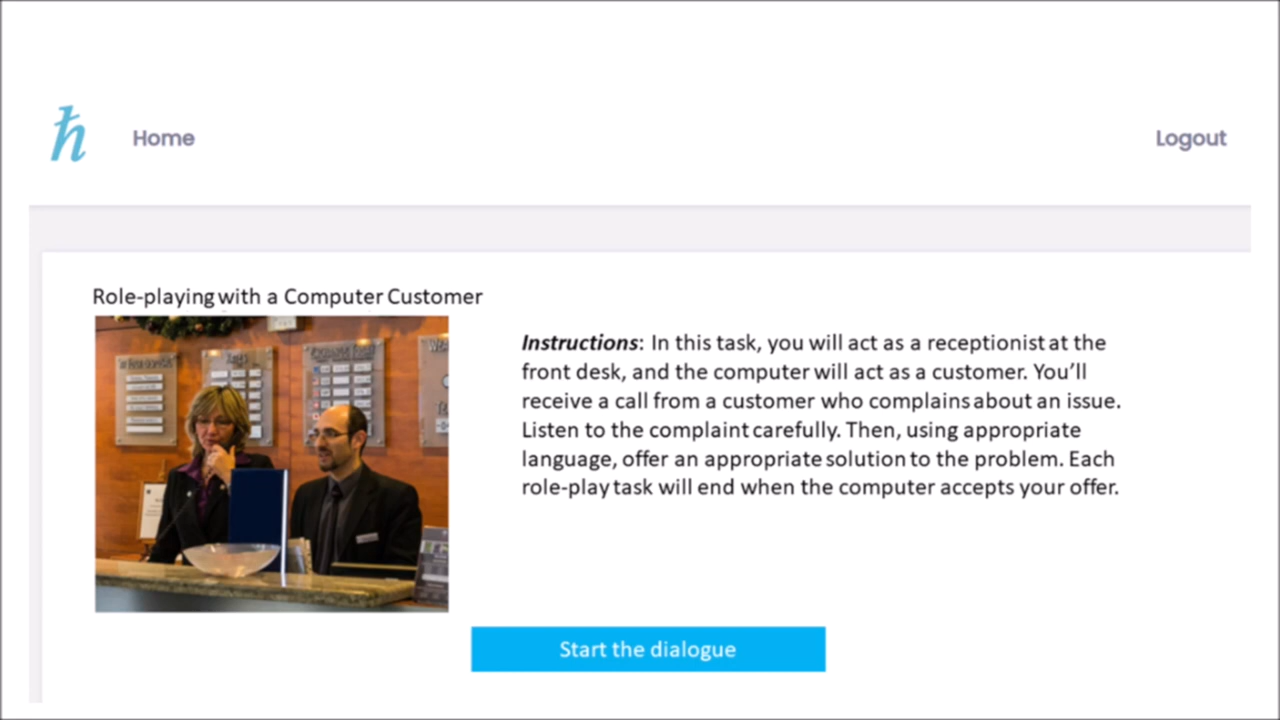 ħ
Home
Logout
Role-playing with a Computer Customer
Instructions: In this task, you will act as a receptionist at the
front desk, and the computer will act as a customer. You’ll
receive a call from a customer who complains about an issue.
Listen to the complaint carefully. Then, using appropriate
language, offer an appropriate solution to the problem. Each
role-play task will end when the computer accepts your offer.
Start the dialogue